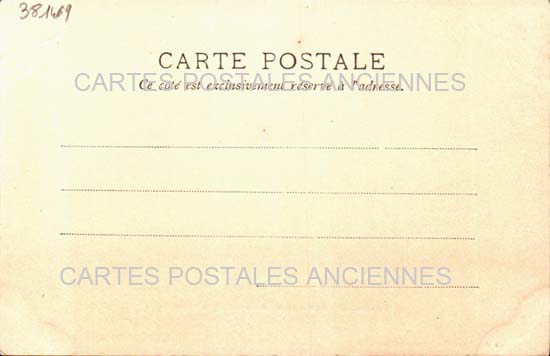 381469
CARTE POSTALE
CARTES POSTALES ANCIENNES
Ce côté est exclusivement réservé à l'adresse.
CARTES POSTALES ANCIENNES